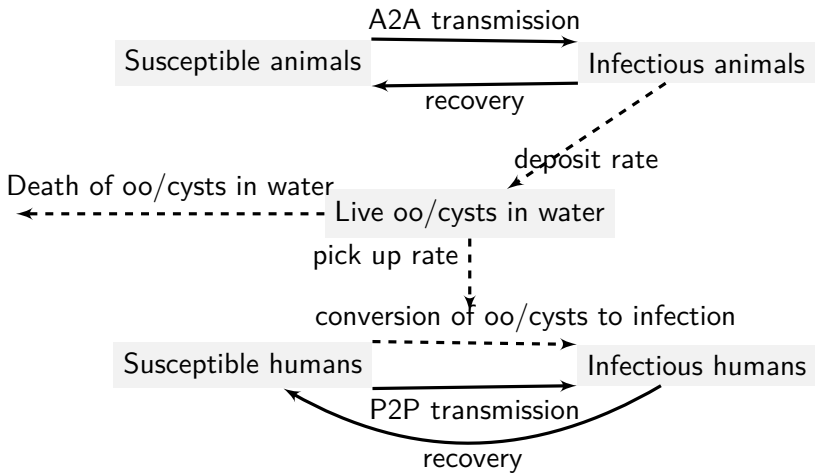 A2A transmission
Susceptible animals
Infectious animals
recovery
deposit rate
Death of oo/cysts in water
Live oo/cysts in water
pick up rate
conversion of oo/cysts to infection
Susceptible humans
Infectious humans
P2P transmission
recovery